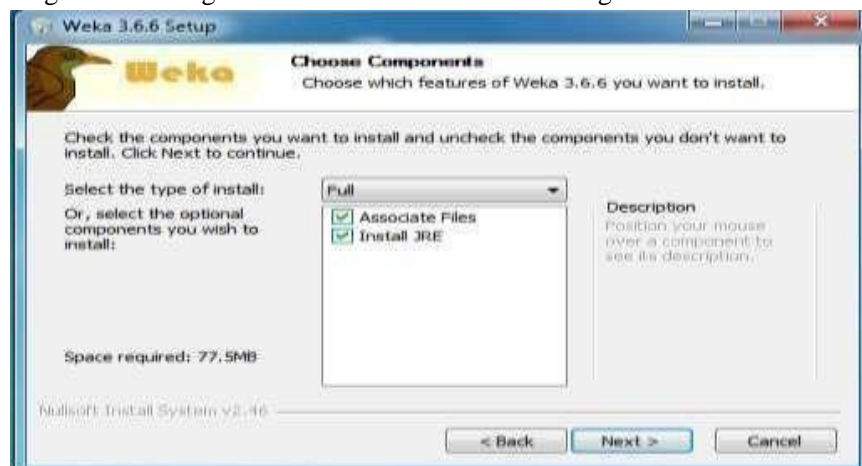 Weka 3.6.6 Setup
Weka
Choose Components
Choose which features of Weka 3.6.6 you want to install.
Check the components you want to install and uncheck the components you don't want to
install. Click Next to continue.
Select the type of install:
Full
Or, select the optional
components you wish to
install:
Associate Files
Install JRE
Description
Position your mouse
over a component to
see its description.
Space required: 77.5MB
Nullsoft Install System v2.46
< Back
Next >
Cancel